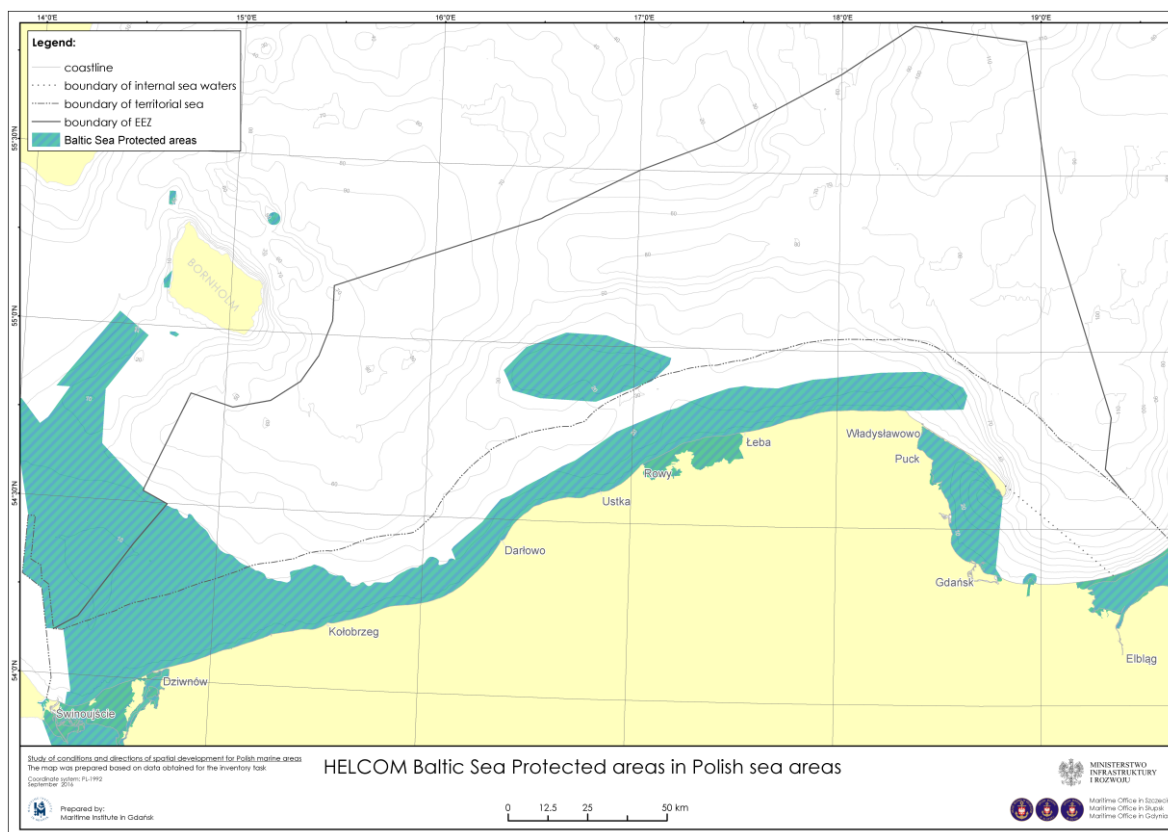 14°0'E
15°0'E
16°0'E
17°0'E
18°0'E
19°0'E
Legend:
coastline
boundary of internal sea waters
boundary of territorial sea
boundary of EEZ
Baltic Sea Protected areas
55°30'N
55°0'N
54°30'N
54°0'N
BORNHOLM
Władysławowo
Puck
Łeba
Rowy
Ustka
Darłowo
Gdańsk
Kołobrzeg
Elbląg
Dziwnów
Świnoujście
Study of conditions and directions of spatial development for Polish marine areas
The map was prepared based on data obtained for the inventory task
Coordinate system: PL-1992
September 2016
Prepared by:
Maritime Institute in Gdańsk
HELCOM Baltic Sea Protected areas in Polish sea areas
0 12.5 25 50 km
MINISTERSTWO
INFRASTRUKTURY
I ROZWOJU
Maritime Office in Szczecin
Maritime Office in Słupsk
Maritime Office in Gdynia